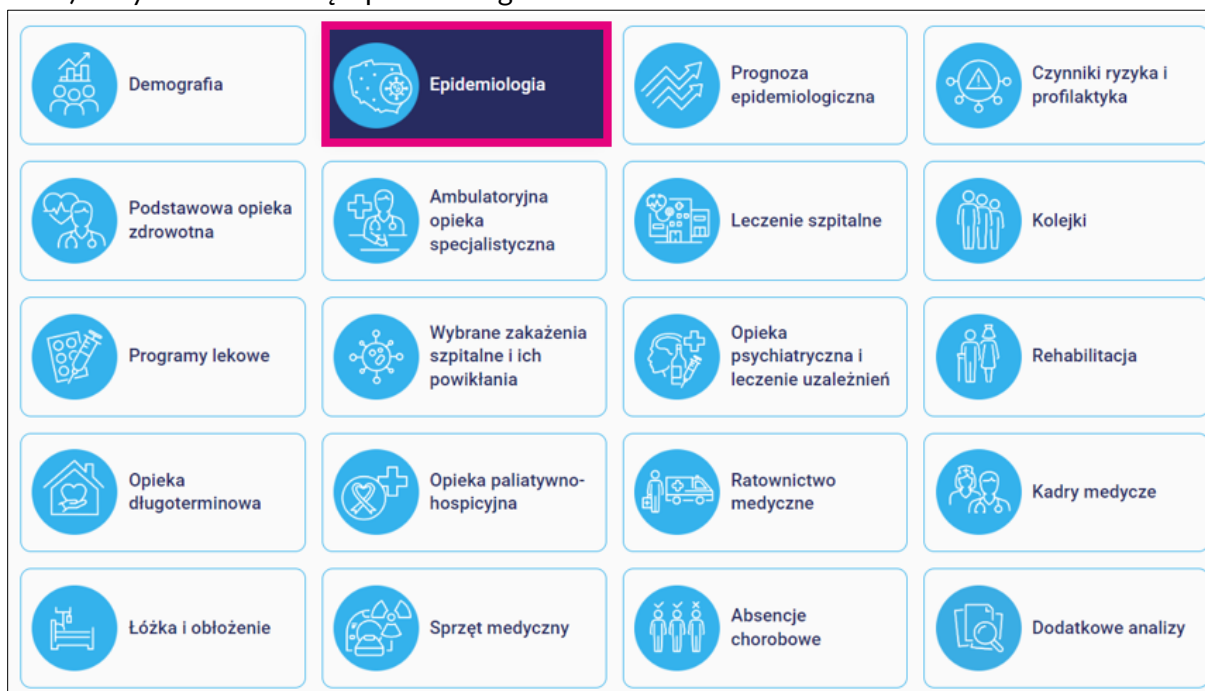 Demografia
Epidemiologia
Prognoza
epidemiologiczna
Czynniki ryzyka i
profilaktyka
Podstawowa opieka
zdrowotna
Ambulatoryjna
opieka
specjalistyczna
Leczenie szpitalne
Kolejki
Programy lekowe
Wybrane zakażenia
szpitalne i ich
powikłania
Opieka
psychiatryczna i
leczenie uzależnień
Rehabilitacja
Opieka
długoterminowa
Opieka paliatywno-
hospicyjna
Ratownictwo
medyczne
Kadry medycze
Łóżka i obłożenie
Sprzęt medyczny
Absencje
chorobowe
Dodatkowe analizy